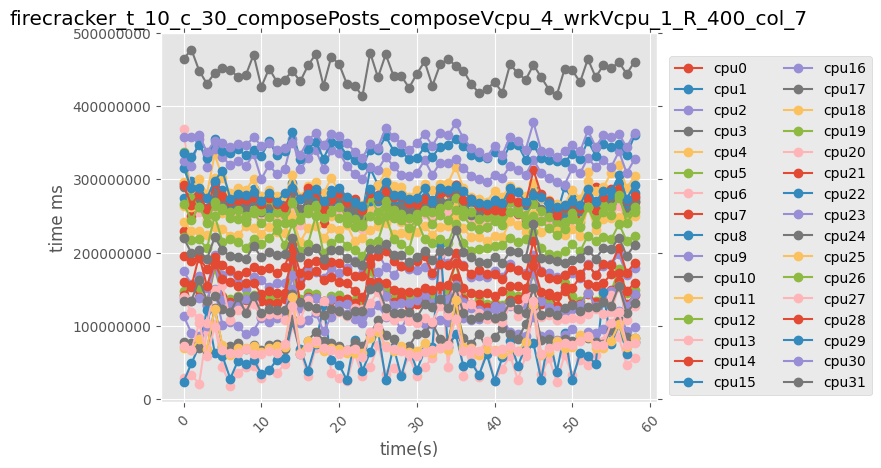 firecracker_t_10_c_30_composePosts_composeVcpu_4_wrkVcpu_1_R_400_col_7
500000000
400000000
300000000
200000000
100000000
0
time ms
0 10 20 30 40 50 60
time(s)
cpu0 cpu16
cpu1 cpu17
cpu2 cpu18
cpu3 cpu19
cpu4 cpu20
cpu5 cpu21
cpu6 cpu22
cpu7 cpu23
cpu8 cpu24
cpu9 cpu25
cpu10 cpu26
cpu11 cpu27
cpu12 cpu28
cpu13 cpu29
cpu14 cpu30
cpu15 cpu31